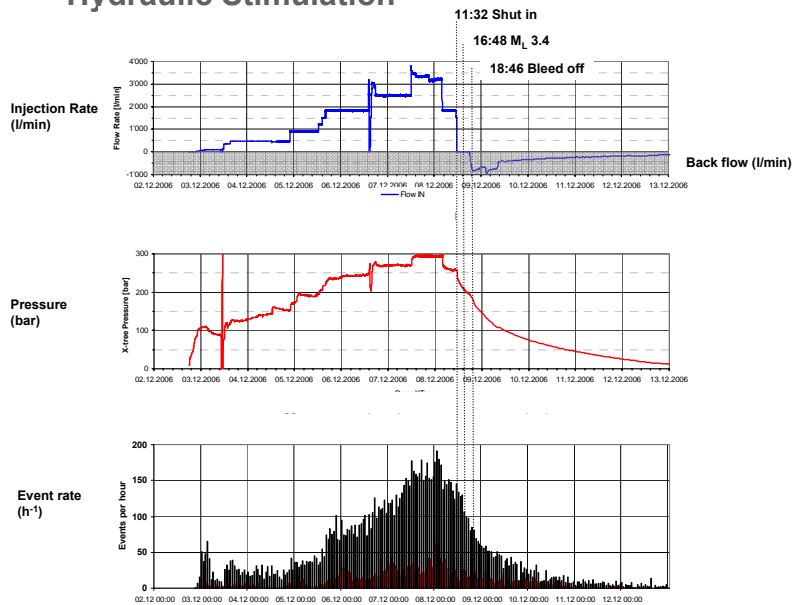 Hydraulic Stimulation
11:32 Shut in
16:48 M_L 3.4
18:46 Bleed off
Injection Rate
(l/min)
Flow Rate [l/min]
4'000
3'000
2'000
1'000
0
-1'000
02.12.2006 03.12.2006 04.12.2006 05.12.2006 06.12.2006 07.12.2006 08.12.2006 09.12.2006 10.12.2006 11.12.2006 12.12.2006 13.12.2006
Flow IN
Back flow (l/min)
Pressure
(bar)
X-tree Pressure [bar]
300
200
100
0
02.12.2006 03.12.2006 04.12.2006 05.12.2006 06.12.2006 07.12.2006 08.12.2006 09.12.2006 10.12.2006 11.12.2006 12.12.2006 13.12.2006
Event rate
(h⁻¹)
Events per hour
200
150
100
50
0
02.12 00:00 03.12 00:00 04.12 00:00 05.12 00:00 06.12 00:00 07.12 00:00 08.12 00:00 09.12 00:00 10.12 00:00 11.12 00:00 12.12 00:00